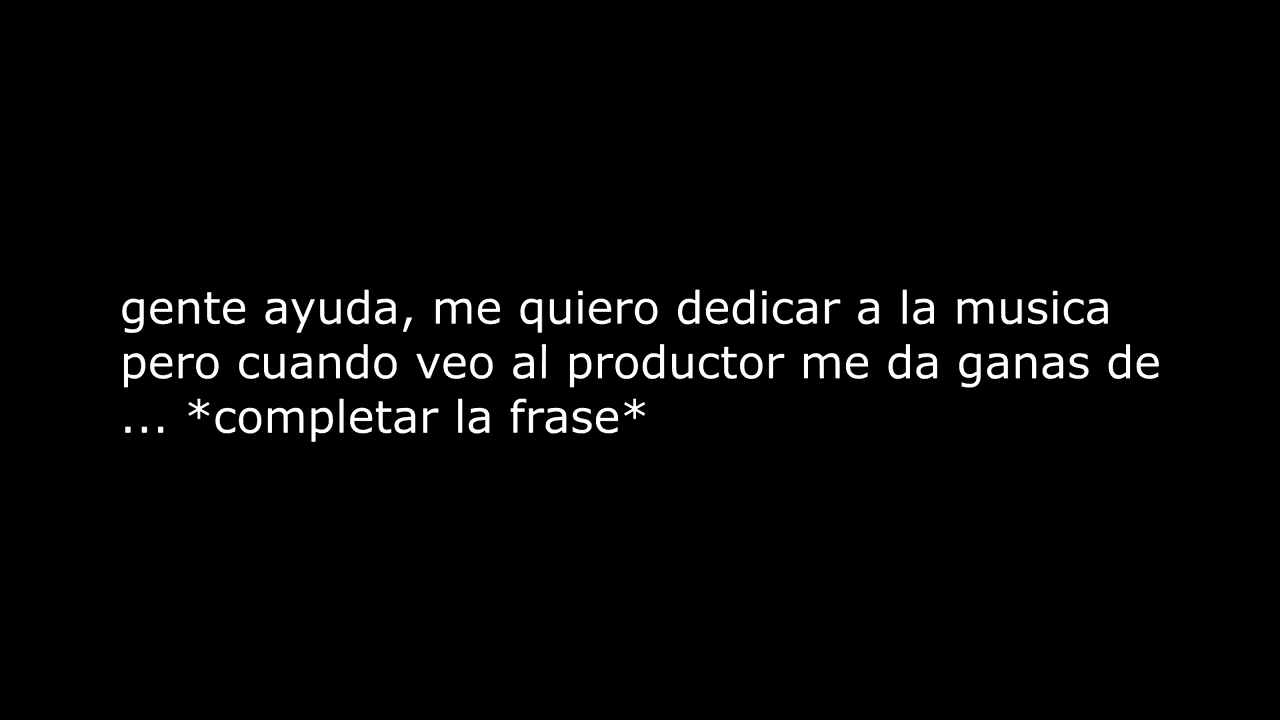 gente ayuda, me quiero dedicar a la musica
pero cuando veo al productor me da ganas de
... *completar la frase*